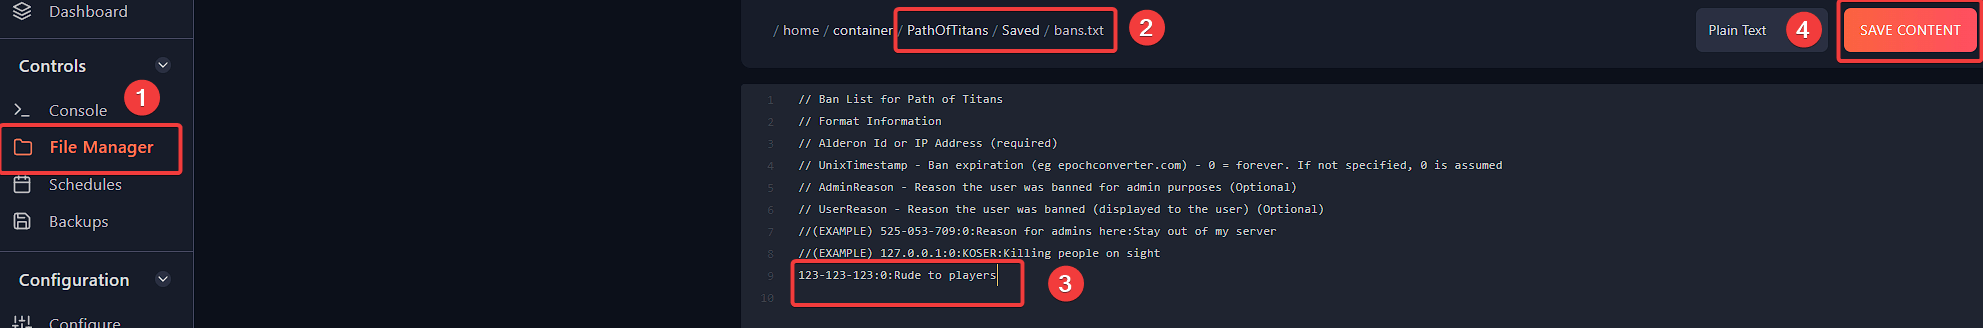 Dashboard
Controls
1
Console
File Manager
Schedules
Backups
Configuration
Configure
/ home / container / PathOfTitans / Saved / bans.txt
2
Plain Text
4
SAVE CONTENT
1 // Ban List for Path of Titans
2 // Format Information
3 // Alderon Id or IP Address (required)
4 // UnixTimestamp - Ban expiration (eg epochconverter.com) - 0 = forever. If not specified, 0 is assumed
5 // AdminReason - Reason the user was banned for admin purposes (Optional)
6 // UserReason - Reason the user was banned (displayed to the user) (Optional)
7 //(EXAMPLE) 525-053-709:0:Reason for admins here:Stay out of my server
8 //(EXAMPLE) 127.0.0.1:0:KOSER:Killing people on sight
9 123-123-123:0:Rude to players
10
3